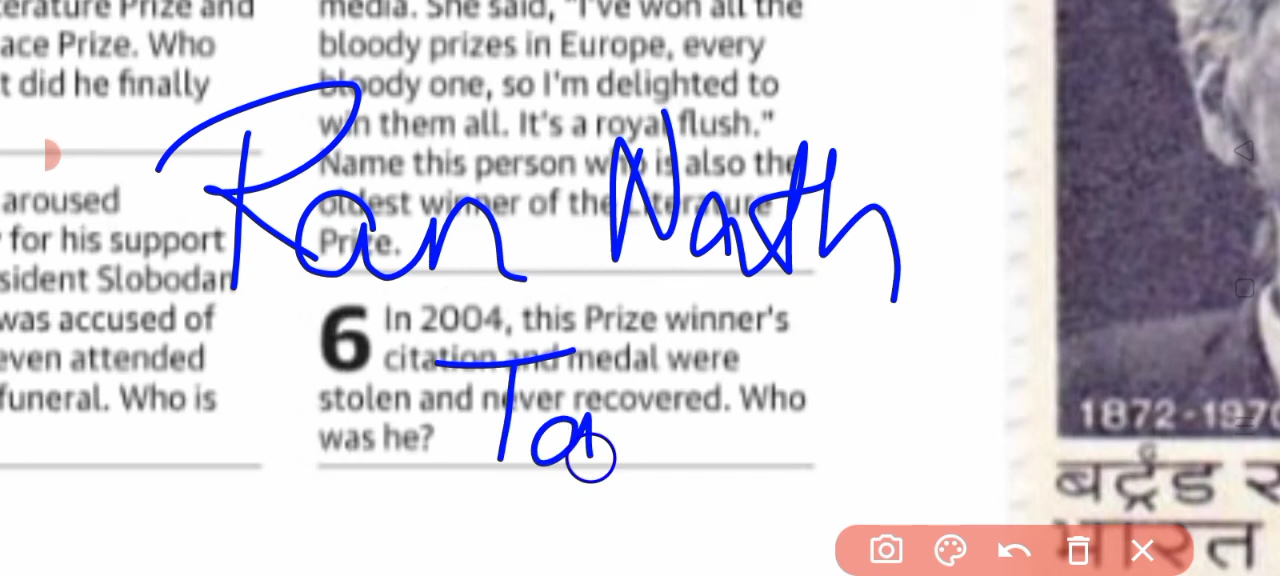 terature Prize and
ace Prize. Who
t did he finally
aroused
for his support
sident Slobodan
was accused of
even attended
funeral. Who is
media. She said, "I've won all the
bloody prizes in Europe, every
bloody one, so I'm delighted to
win them all. It's a royal flush."
Name this person who is also the
oldest winner of the Literature
Prize.
6 In 2004, this Prize winner's
citation and medal were
stolen and never recovered. Who
was he?
Ran Nath
Ta
1872-1970
बर्ट्रेंड
भारत